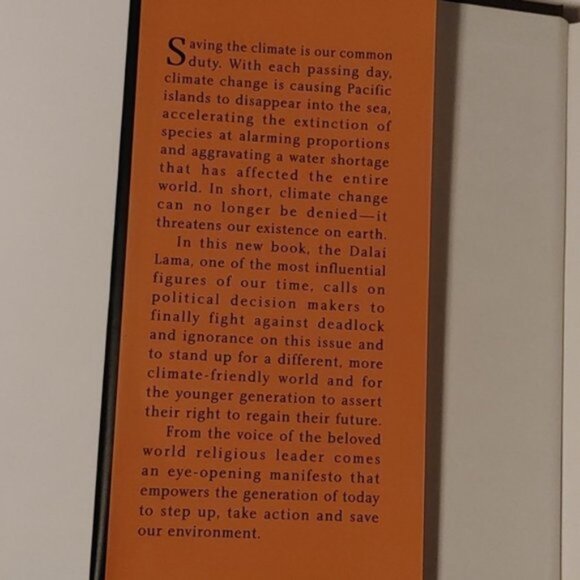 Saving the climate is our common
duty. With each passing day,
climate change is causing Pacific
islands to disappear into the sea,
accelerating the extinction of
species at alarming proportions
and aggravating a water shortage
that has affected the entire
world. In short, climate change
can no longer be denied—it
threatens our existence on earth.
In this new book, the Dalai
Lama, one of the most influential
figures of our time, calls on
political decision makers to
finally fight against deadlock
and ignorance on this issue and
to stand up for a different, more
climate-friendly world and for
the younger generation to assert
their right to regain their future.
From the voice of the beloved
world religious leader comes
an eye-opening manifesto that
empowers the generation of today
to step up, take action and save
our environment.